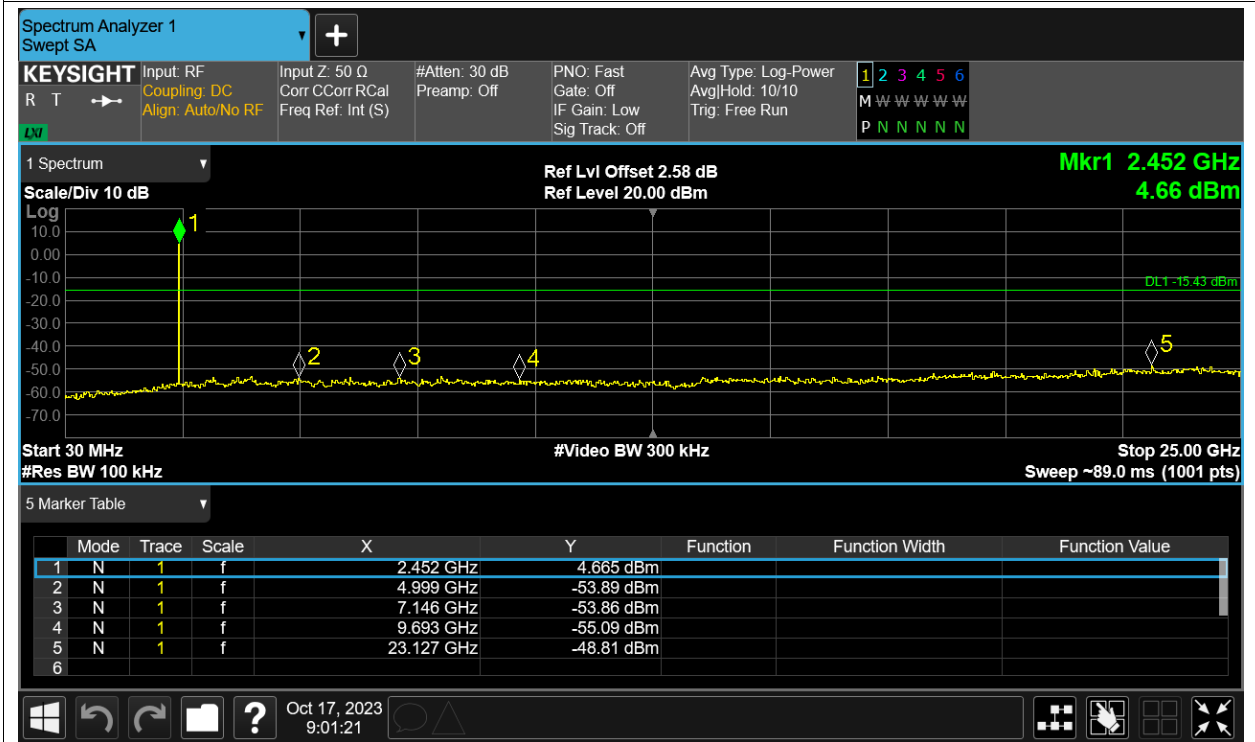 Spectrum Analyzer 1
Swept SA
KEYSIGHT Input: RF Input Z: 50 Ω #Atten: 30 dB PNO: Fast Avg Type: Log-Power 1 2 3 4 5 6
R T Coupling: DC Corr CCorr RCal Preamp: Off Gate: Off Avg|Hold: 10/10 M W W W W W
Align: Auto/No RF Freq Ref: Int (S) IF Gain: Low Trig: Free Run
LXI Sig Track: Off P N N N N N
1 Spectrum
Ref Lvl Offset 2.58 dB Mkr1 2.452 GHz
Scale/Div 10 dB Ref Level 20.00 dBm 4.66 dBm
Log
1
10.0
0.00
-10.0
DL1 -15.43 dBm
-20.0
-30.0
-40.0
2 3 4 5
-50.0
-60.0
-70.0
Start 30 MHz #Video BW 300 kHz Stop 25.00 GHz
#Res BW 100 kHz Sweep ~89.0 ms (1001 pts)
5 Marker Table
Mode Trace Scale X Y Function Function Width Function Value
1 N 1 f 2.452 GHz 4.665 dBm
2 N 1 f 4.999 GHz -53.89 dBm
3 N 1 f 7.146 GHz -53.86 dBm
4 N 1 f 9.693 GHz -55.09 dBm
5 N 1 f 23.127 GHz -48.81 dBm
6
? Oct 17, 2023
9:01:21